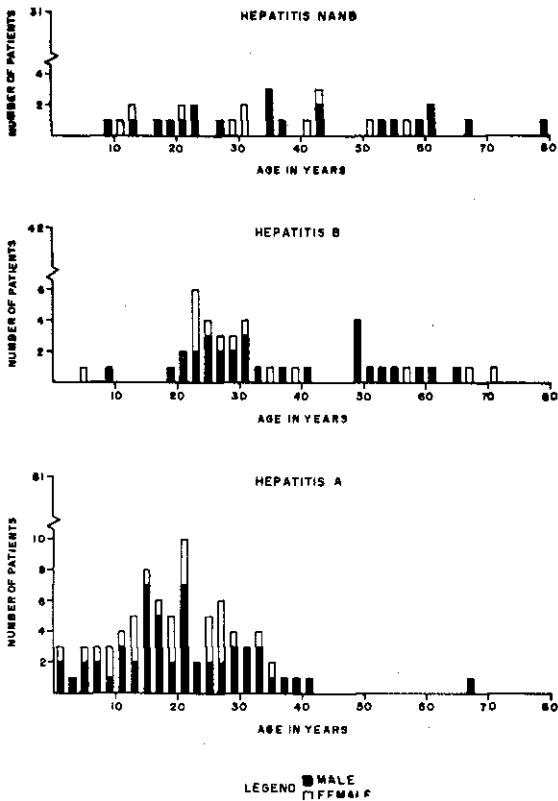 HEPATITIS NANB
31
4
2
NUMBER OF PATIENTS
10 20 30 40 50 60 70 80
AGE IN YEARS
HEPATITIS B
42
6
4
2
NUMBER OF PATIENTS
10 20 30 40 50 60 70 80
AGE IN YEARS
HEPATITIS A
81
10
8
6
4
2
NUMBER OF PATIENTS
10 20 30 40 50 60 70 80
AGE IN YEARS
LEGEND MALE
FEMALE